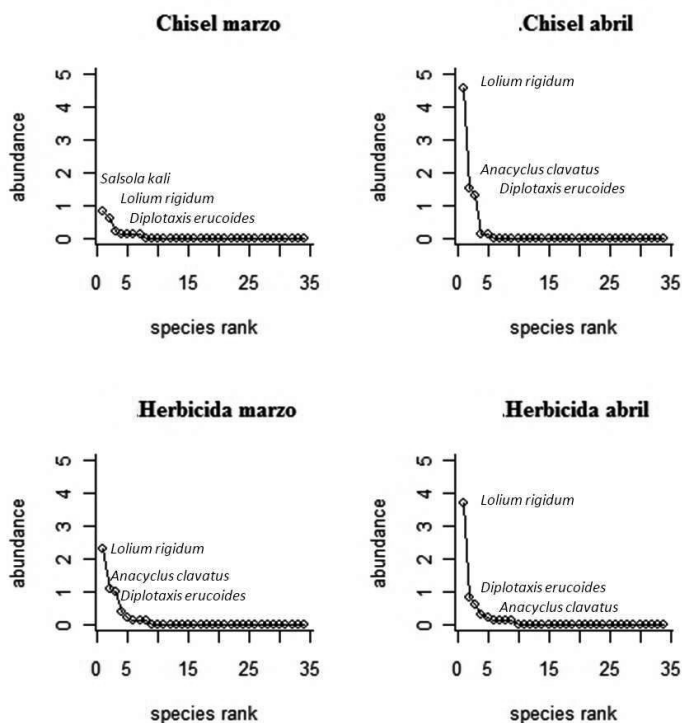 Chisel marzo
abundance
5
4
3
2
1
0
Salsola kali
Lolium rigidum
Diplotaxis erucoides
0 5 15 25 35
species rank
.Chisel abril
abundance
5
4
3
2
1
0
Lolium rigidum
Anacyclus clavatus
Diplotaxis erucoides
0 5 15 25 35
species rank
.Herbicida marzo
abundance
5
4
3
2
1
0
Lolium rigidum
Anacyclus clavatus
Diplotaxis erucoides
0 5 15 25 35
species rank
.Herbicida abril
abundance
5
4
3
2
1
0
Lolium rigidum
Diplotaxis erucoides
Anacyclus clavatus
0 5 15 25 35
species rank